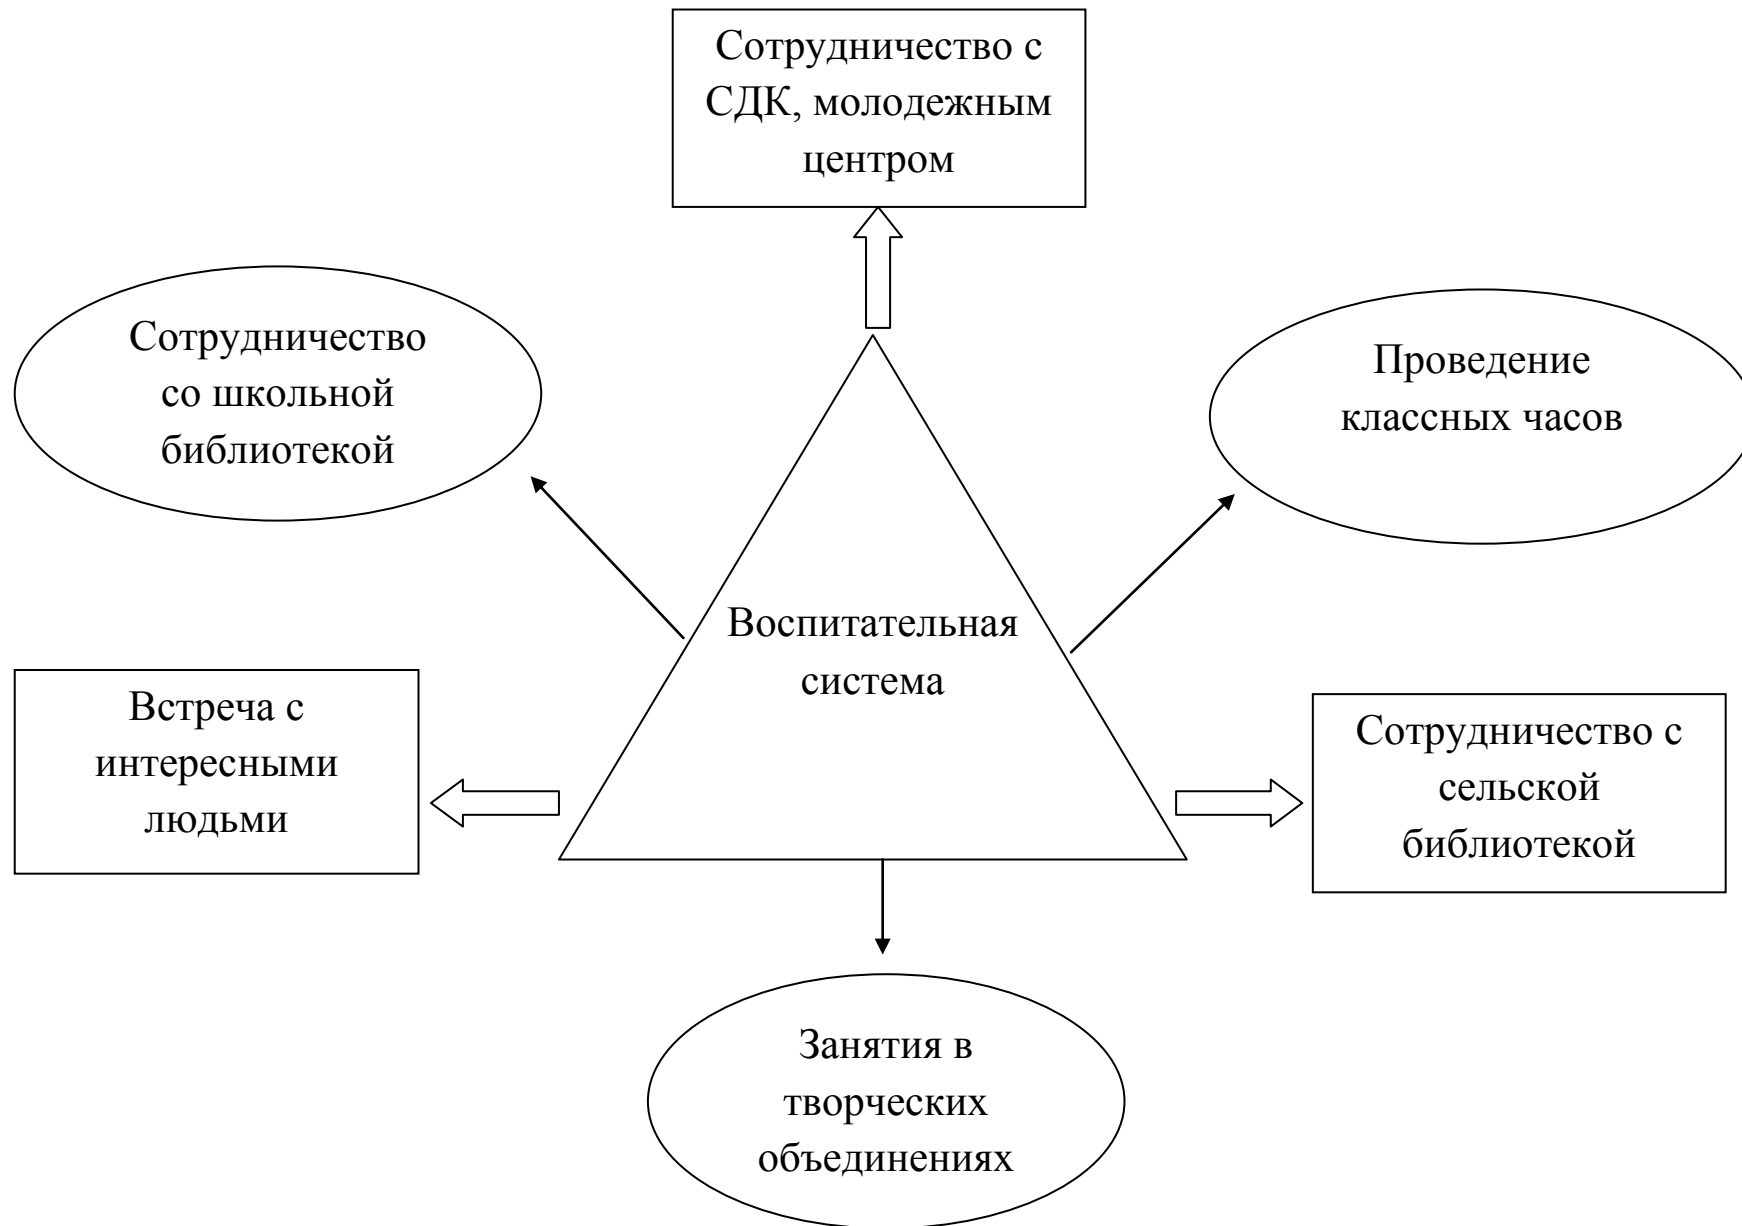 Сотрудничество с
СДК, молодежным
центром
Сотрудничество
со школьной
библиотекой
Проведение
классных часов
Воспитательная
система
Встреча с
интересными
людьми
Сотрудничество с
сельской
библиотекой
Занятия в
творческих
объединениях